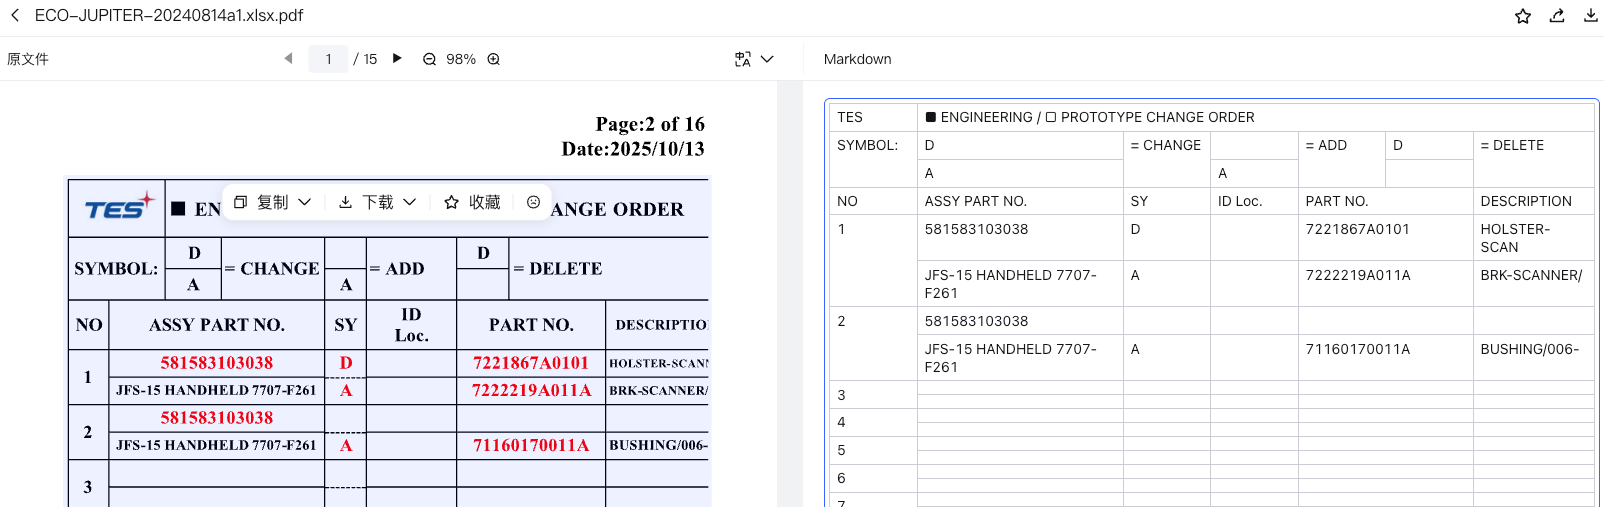 ECO-JUPITER-20240814a1.xlsx.pdf
原文件
1 / 15
98%
Markdown
Page:2 of 16
Date:2025/10/13
TES
■ EN
复制
下载
收藏
ANGE ORDER
SYMBOL:
D
A
= CHANGE
A
= ADD
D
= DELETE
NO ASSY PART NO. SY ID Loc. PART NO. DESCRIPTIO
1 581583103038 D 7221867A0101 HOLSTER-SCAN
JFS-15 HANDHELD 7707-F261 A 7222219A011A BRK-SCANNER/
2 581583103038
JFS-15 HANDHELD 7707-F261 A 71160170011A BUSHING/006-
3
TES ■ ENGINEERING / □ PROTOTYPE CHANGE ORDER
SYMBOL: D = CHANGE = ADD D = DELETE
A A
NO ASSY PART NO. SY ID Loc. PART NO. DESCRIPTION
1 581583103038 D 7221867A0101 HOLSTER-
SCAN
JFS-15 HANDHELD 7707- A 7222219A011A BRK-SCANNER/
F261
2 581583103038
JFS-15 HANDHELD 7707- A 71160170011A BUSHING/006-
F261
3
4
5
6
7